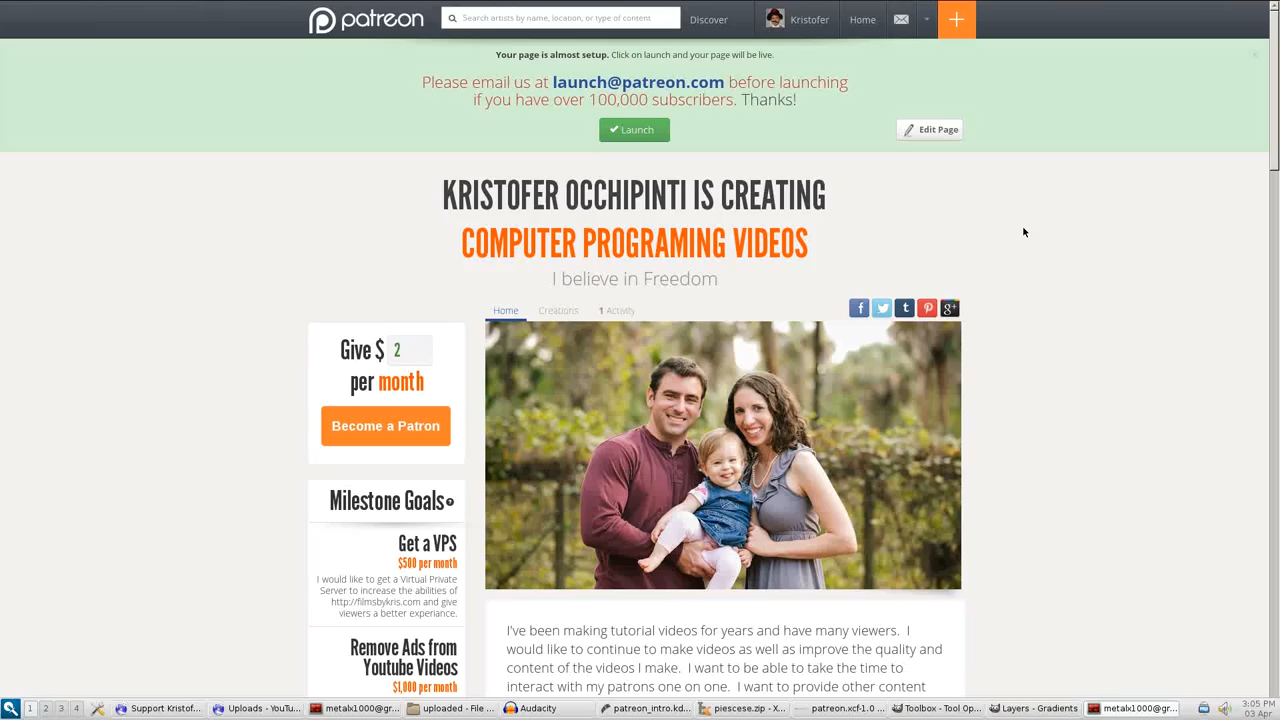 patreon
Search artists by name, location, or type of content
Discover
Kristofer
Home
Your page is almost setup. Click on launch and your page will be live.
Please email us at launch@patreon.com before launching
if you have over 100,000 subscribers. Thanks!
Launch
Edit Page
KRISTOFER OCCHIPINTI IS CREATING
COMPUTER PROGRAMING VIDEOS
I believe in Freedom
Home
Creations
1 Activity
Give $ 2
per month
Become a Patron
Milestone Goals
Get a VPS
$500 per month
I would like to get a Virtual Private
Server to increase the abilities of
http://filmsbykris.com and give
viewers a better experiance.
Remove Ads from
Youtube Videos
$1,000 per month
I've been making tutorial videos for years and have many viewers. I
would like to continue to make videos as well as improve the quality and
content of the videos I make. I want to be able to take the time to
interact with my patrons one on one. I want to provide other content
1 2 3 4
Support Kristof...
Uploads - YouTu...
metalx1000@gr...
uploaded - File ...
Audacity
patreon_intro.kd...
piescese.zip - X...
patreon.xcf-1.0 ...
Toolbox - Tool Op...
Layers - Gradients
metalx1000@gr...
3:05 PM
03 Apr